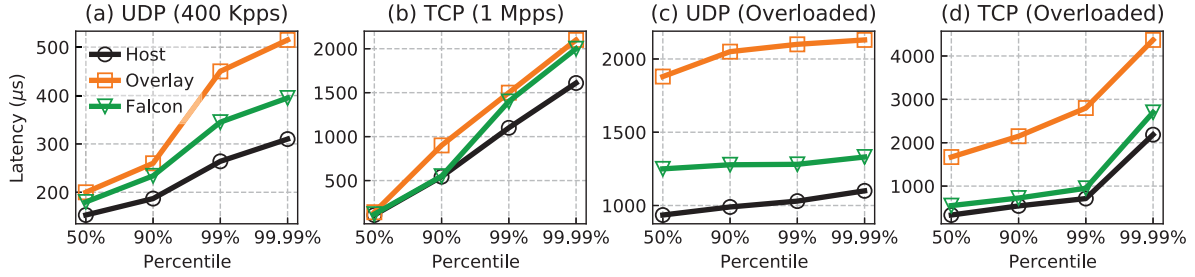 (a) UDP (400 Kpps)
Latency (μs)
500
400
300
200
Host
Overlay
Falcon
50%
90%
99%
99.99%
Percentile
(b) TCP (1 Mpps)
2000
1500
1000
500
50%
90%
99%
99.99%
Percentile
(c) UDP (Overloaded)
2000
1500
1000
50%
90%
99%
99.99%
Percentile
(d) TCP (Overloaded)
4000
3000
2000
1000
50%
90%
99%
99.99%
Percentile